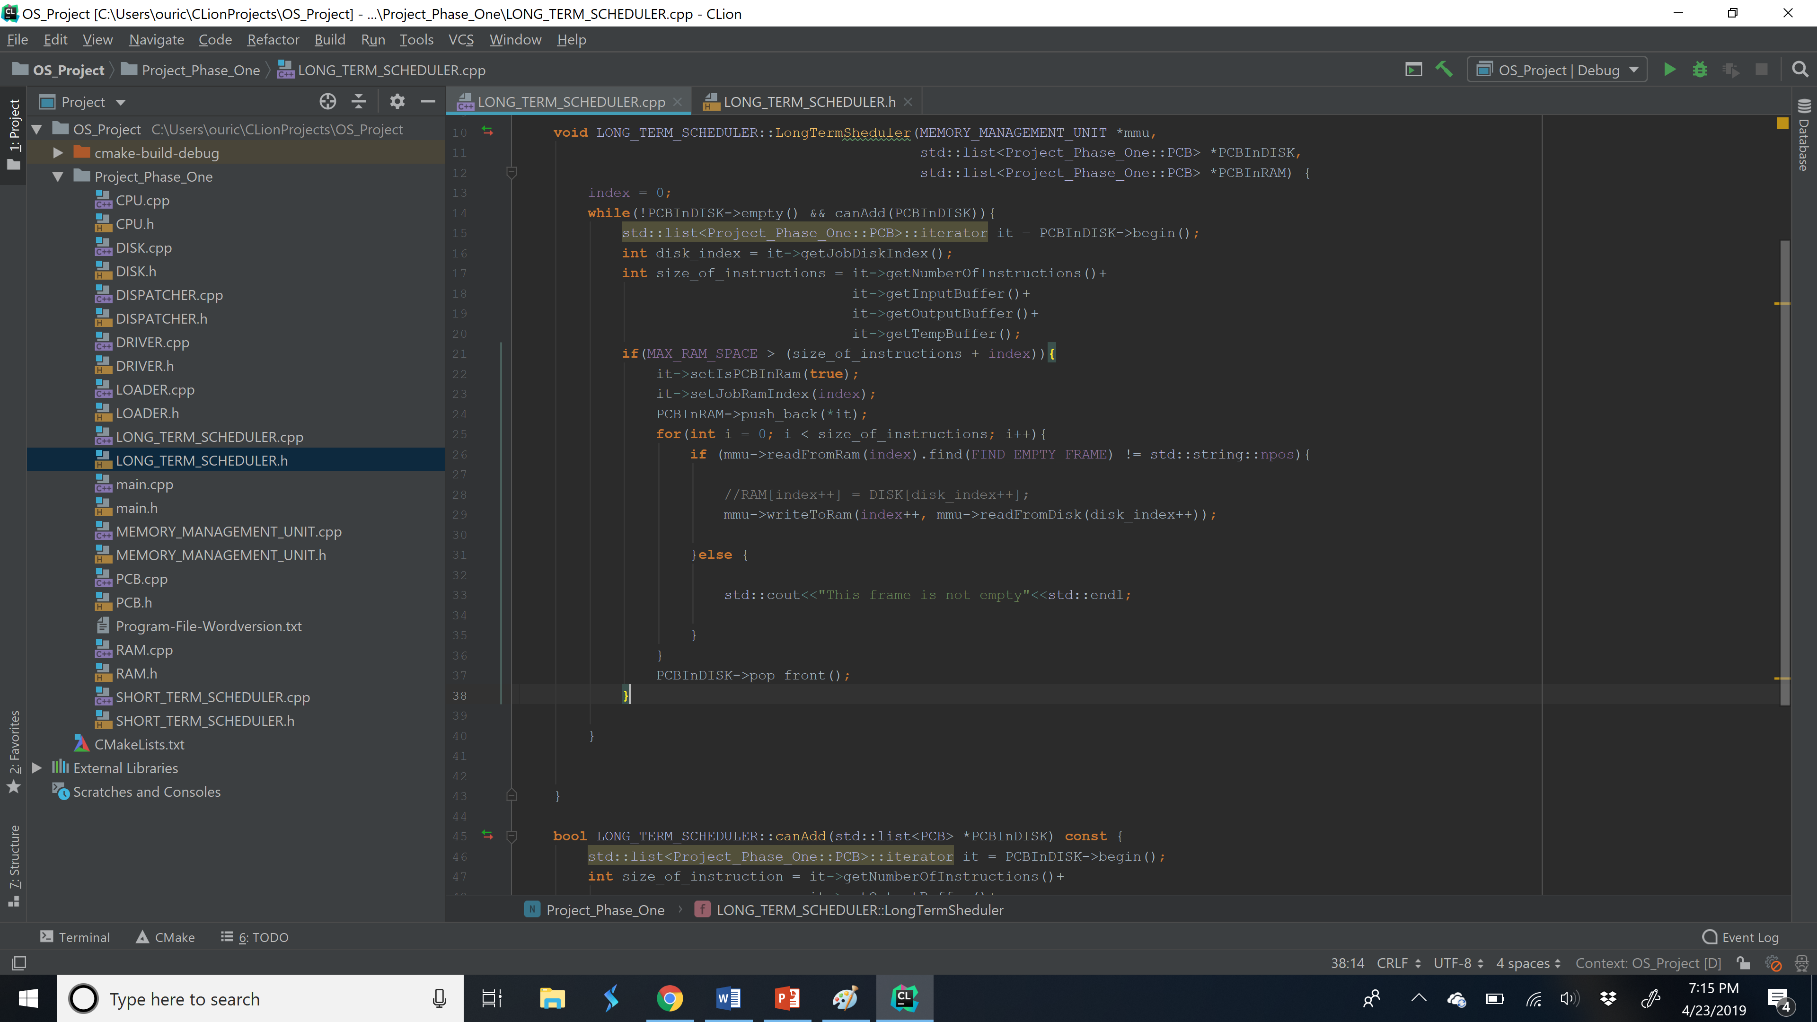 OS_Project [C:\Users\ouric\CLionProjects\OS_Project] - ...\Project_Phase_One\LONG_TERM_SCHEDULER.cpp - CLion
File Edit View Navigate Code Refactor Build Run Tools VCS Window Help
OS_Project Project_Phase_One LONG_TERM_SCHEDULER.cpp OS_Project | Debug
Project LONG_TERM_SCHEDULER.cpp LONG_TERM_SCHEDULER.h
1: Project
2: Favorites
7: Structure
Database
OS_Project C:\Users\ouric\CLionProjects\OS_Project
cmake-build-debug
Project_Phase_One
CPU.cpp
CPU.h
DISK.cpp
DISK.h
DISPATCHER.cpp
DISPATCHER.h
DRIVER.cpp
DRIVER.h
LOADER.cpp
LOADER.h
LONG_TERM_SCHEDULER.cpp
LONG_TERM_SCHEDULER.h
main.cpp
main.h
MEMORY_MANAGEMENT_UNIT.cpp
MEMORY_MANAGEMENT_UNIT.h
PCB.cpp
PCB.h
Program-File-Wordversion.txt
RAM.cpp
RAM.h
SHORT_TERM_SCHEDULER.cpp
SHORT_TERM_SCHEDULER.h
CMakeLists.txt
External Libraries
Scratches and Consoles
10 void LONG_TERM_SCHEDULER::LongTermSheduler(MEMORY_MANAGEMENT_UNIT *mmu,
11 std::list<Project_Phase_One::PCB> *PCBInDISK,
12 std::list<Project_Phase_One::PCB> *PCBInRAM) {
13 index = 0;
14 while(!PCBInDISK->empty() && canAdd(PCBInDISK)){
15 std::list<Project_Phase_One::PCB>::iterator it = PCBInDISK->begin();
16 int disk_index = it->getJobDiskIndex();
17 int size_of_instructions = it->getNumberOfInstructions()+
18 it->getInputBuffer()+
19 it->getOutputBuffer()+
20 it->getTempBuffer();
21 if(MAX_RAM_SPACE > (size_of_instructions + index)){
22 it->setIsPCBInRam(true);
23 it->setJobRamIndex(index);
24 PCBInRAM->push_back(*it);
25 for(int i = 0; i < size_of_instructions; i++){
26 if (mmu->readFromRam(index).find(FIND_EMPTY_FRAME) != std::string::npos){
27
28 //RAM[index++] = DISK[disk_index++];
29 mmu->writeToRam(index++, mmu->readFromDisk(disk_index++));
30
31 }else {
32
33 std::cout<<"This frame is not empty"<<std::endl;
34
35 }
36 }
37 PCBInDISK->pop_front();
38 }
39
40 }
41
42
43 }
44
45 bool LONG_TERM_SCHEDULER::canAdd(std::list<PCB> *PCBInDISK) const {
46 std::list<Project_Phase_One::PCB>::iterator it = PCBInDISK->begin();
47 int size_of_instruction = it->getNumberOfInstructions()+
Project_Phase_One LONG_TERM_SCHEDULER::LongTermSheduler
Terminal CMake 6: TODO Event Log
38:14 CRLF UTF-8 4 spaces Context: OS_Project [D]
Type here to search
7:15 PM
4/23/2019
4